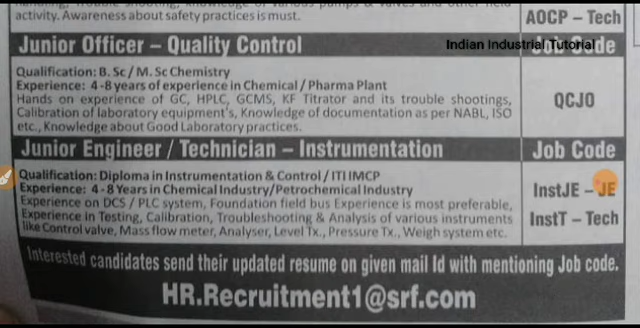 activity. Awareness about safety practices is must.
AOCP – Tech
Junior Officer – Quality Control
Job Code
Indian Industrial Tutorial
Qualification: B. Sc / M. Sc Chemistry
Experience: 4-8 years of experience in Chemical / Pharma Plant
Hands on experience of GC, HPLC, GCMS, KF Titrator and its trouble shootings,
Calibration of laboratory equipment's, Knowledge of documentation as per NABL, ISO
etc., Knowledge about Good Laboratory practices.
QCJO
Junior Engineer / Technician – Instrumentation
Job Code
Qualification: Diploma in Instrumentation & Control / ITI IMCP
Experience: 4-8 Years in Chemical Industry/Petrochemical Industry
Experience on DCS / PLC system, Foundation field bus Experience is most preferable,
Experience in Testing, Calibration, Troubleshooting & Analysis of various instruments
like Control valve, Mass flow meter, Analyser, Level Tx., Pressure Tx., Weigh system etc.
InstJE – JE
InstT – Tech
Interested candidates send their updated resume on given mail Id with mentioning Job code.
HR.Recruitment1@srf.com